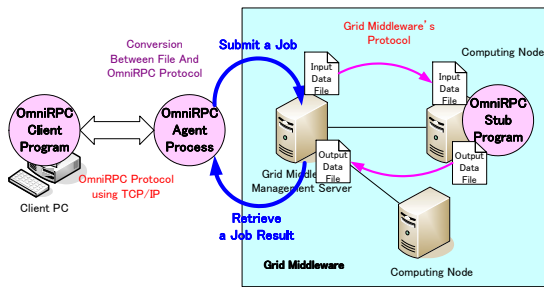 Conversion
Between File And
OmniRPC Protocol
Submit a Job
Grid Middleware's
Protocol
Computing Node
Input
Data
File
Input
Data
File
OmniRPC
Client
Program
OmniRPC
Agent
Process
OmniRPC
Stub
Program
Output
Data
File
Output
Data
File
Grid Middle
Management Server
OmniRPC Protocol
using TCP/IP
Client PC
Retrieve
a Job Result
Grid Middleware
Computing Node